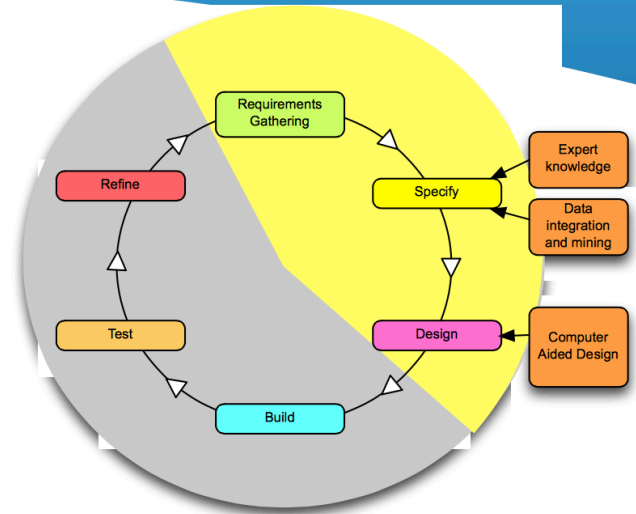 Requirements
Gathering
Expert
knowledge
Refine
Specify
Data
integration
and mining
Test
Design
Computer
Aided Design
Build